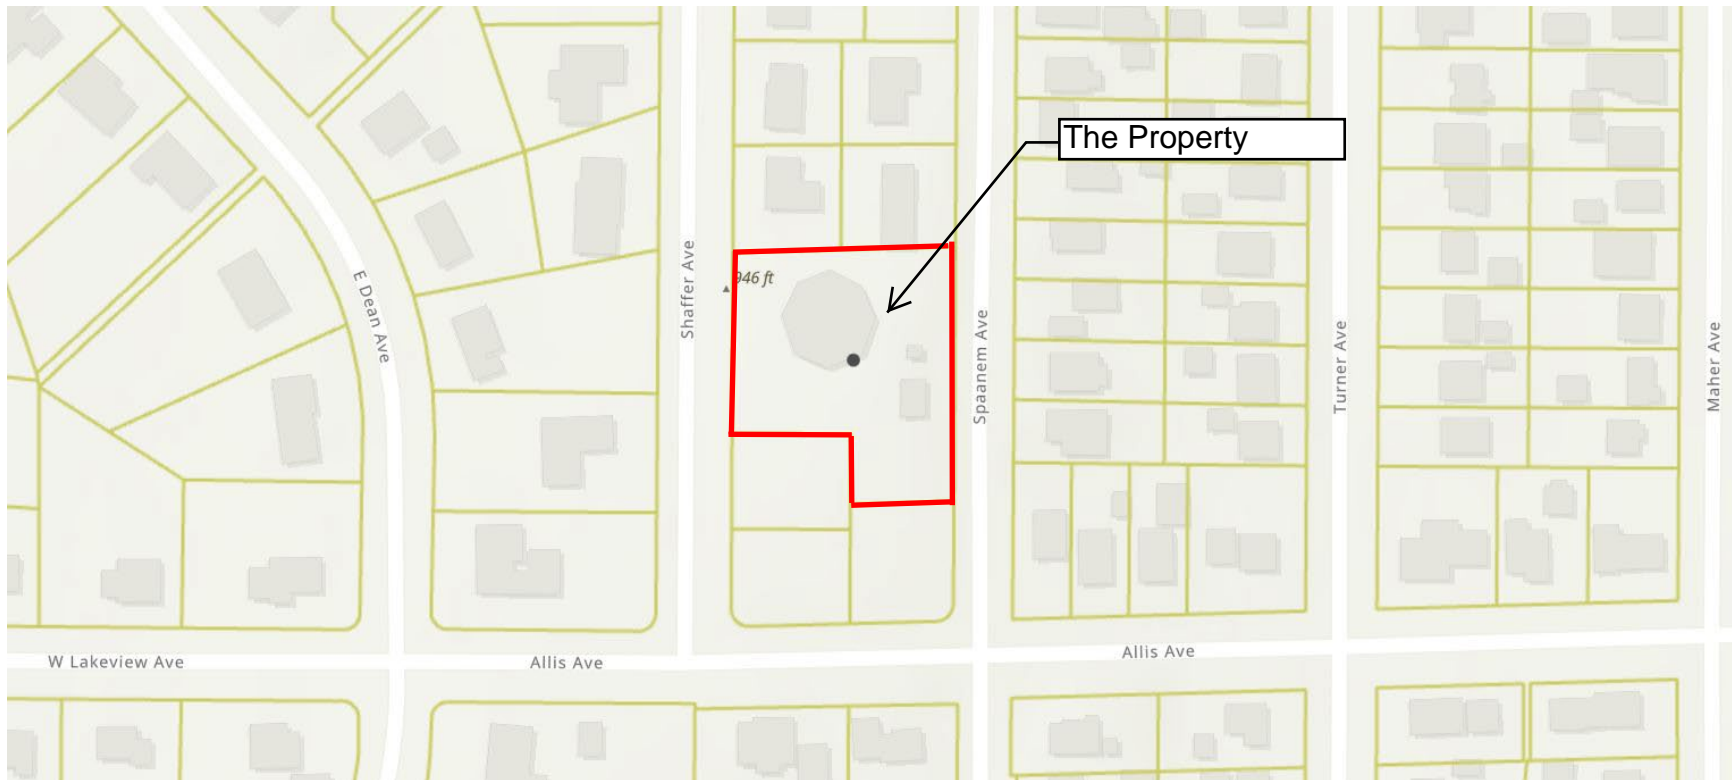 The Property
946 ft
Shaffer Ave
E Dean Ave
Spaanem Ave
Turner Ave
Maher Ave
W Lakeview Ave
Allis Ave
Allis Ave